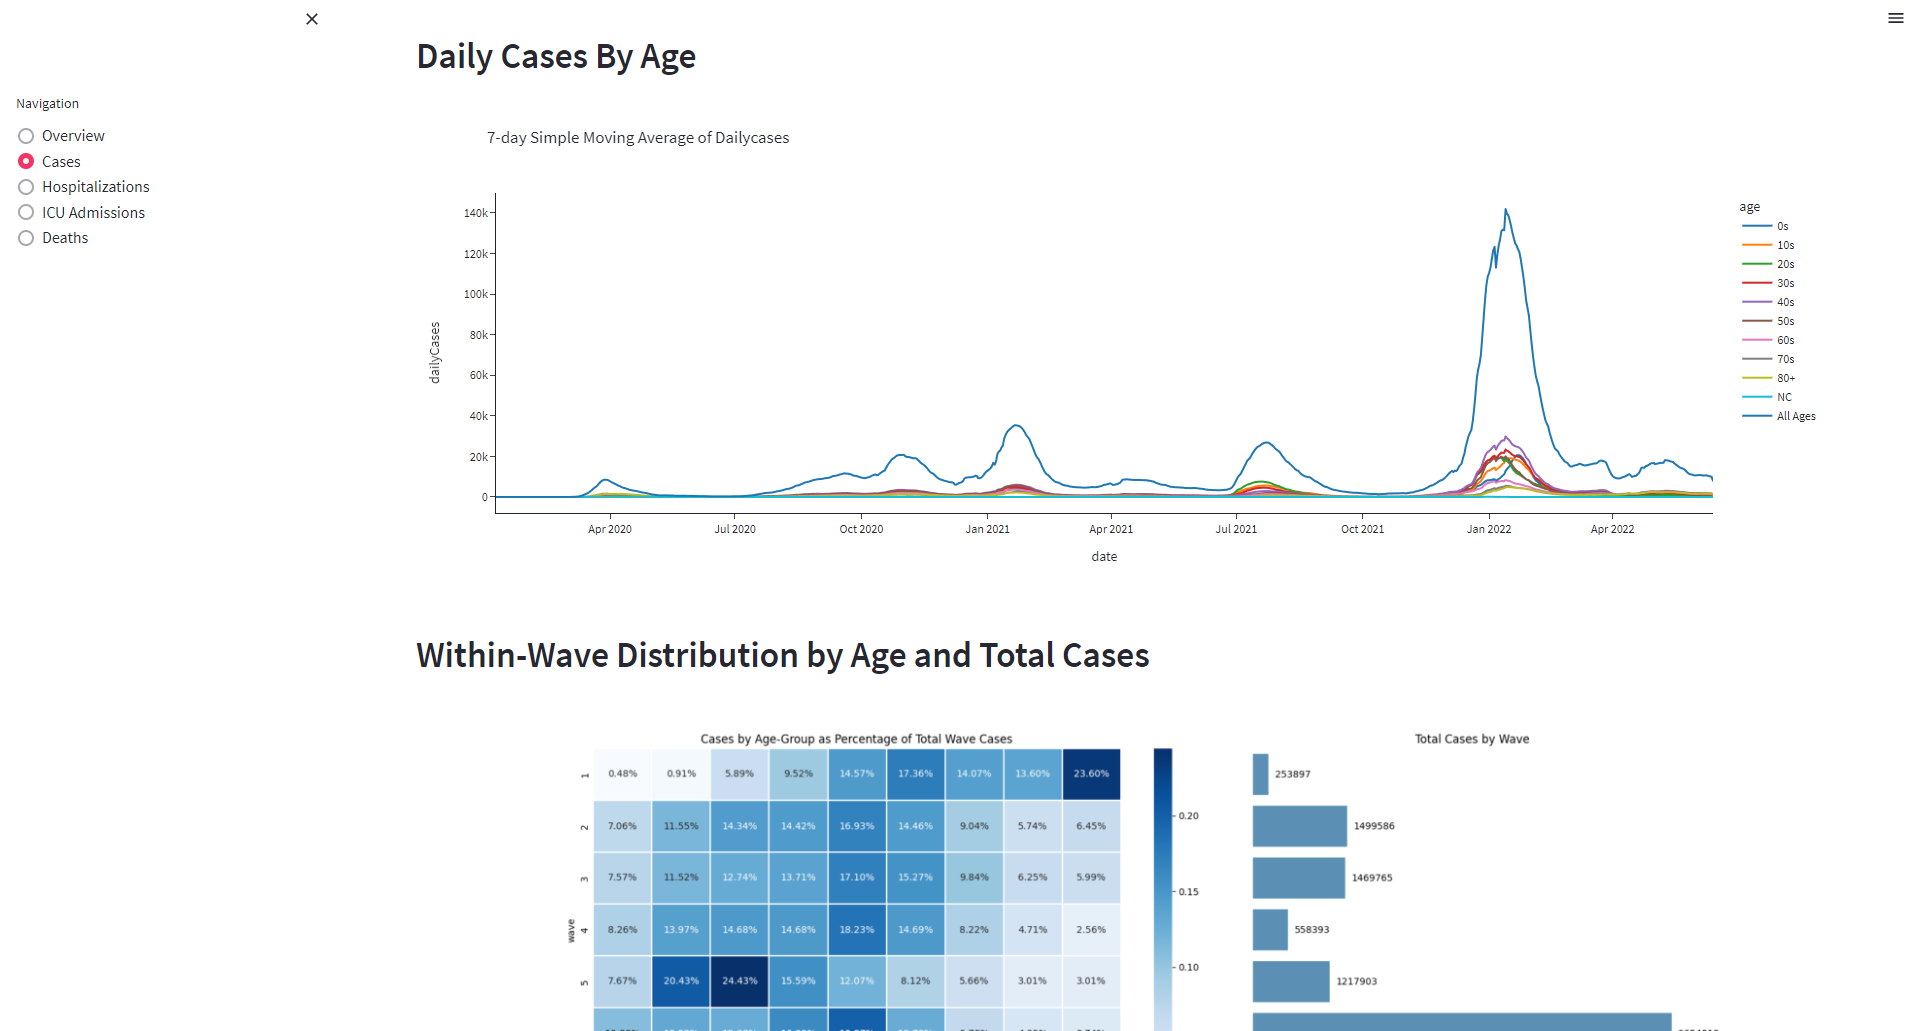 Daily Cases By Age
Navigation
Overview
Cases
Hospitalizations
ICU Admissions
Deaths
7-day Simple Moving Average of Dailycases
140k
120k
100k
80k
60k
40k
20k
0
dailyCases
Apr 2020 Jul 2020 Oct 2020 Jan 2021 Apr 2021 Jul 2021 Oct 2021 Jan 2022 Apr 2022
date
age
0s
10s
20s
30s
40s
50s
60s
70s
80+
NC
All Ages
Within-Wave Distribution by Age and Total Cases
Cases by Age-Group as Percentage of Total Wave Cases
1 0.48% 0.91% 5.89% 9.52% 14.57% 17.36% 14.07% 13.60% 23.60%
2 7.06% 11.55% 14.34% 14.42% 16.93% 14.46% 9.04% 5.74% 6.45%
3 7.57% 11.52% 12.74% 13.71% 17.10% 15.27% 9.84% 6.25% 5.99%
4 8.26% 13.97% 14.68% 14.68% 18.23% 14.69% 8.22% 4.71% 2.56%
5 7.67% 20.43% 24.43% 15.59% 12.07% 8.12% 5.66% 3.01% 3.01%
wave
0.20
0.15
0.10
Total Cases by Wave
253897
1499586
1469765
558393
1217903